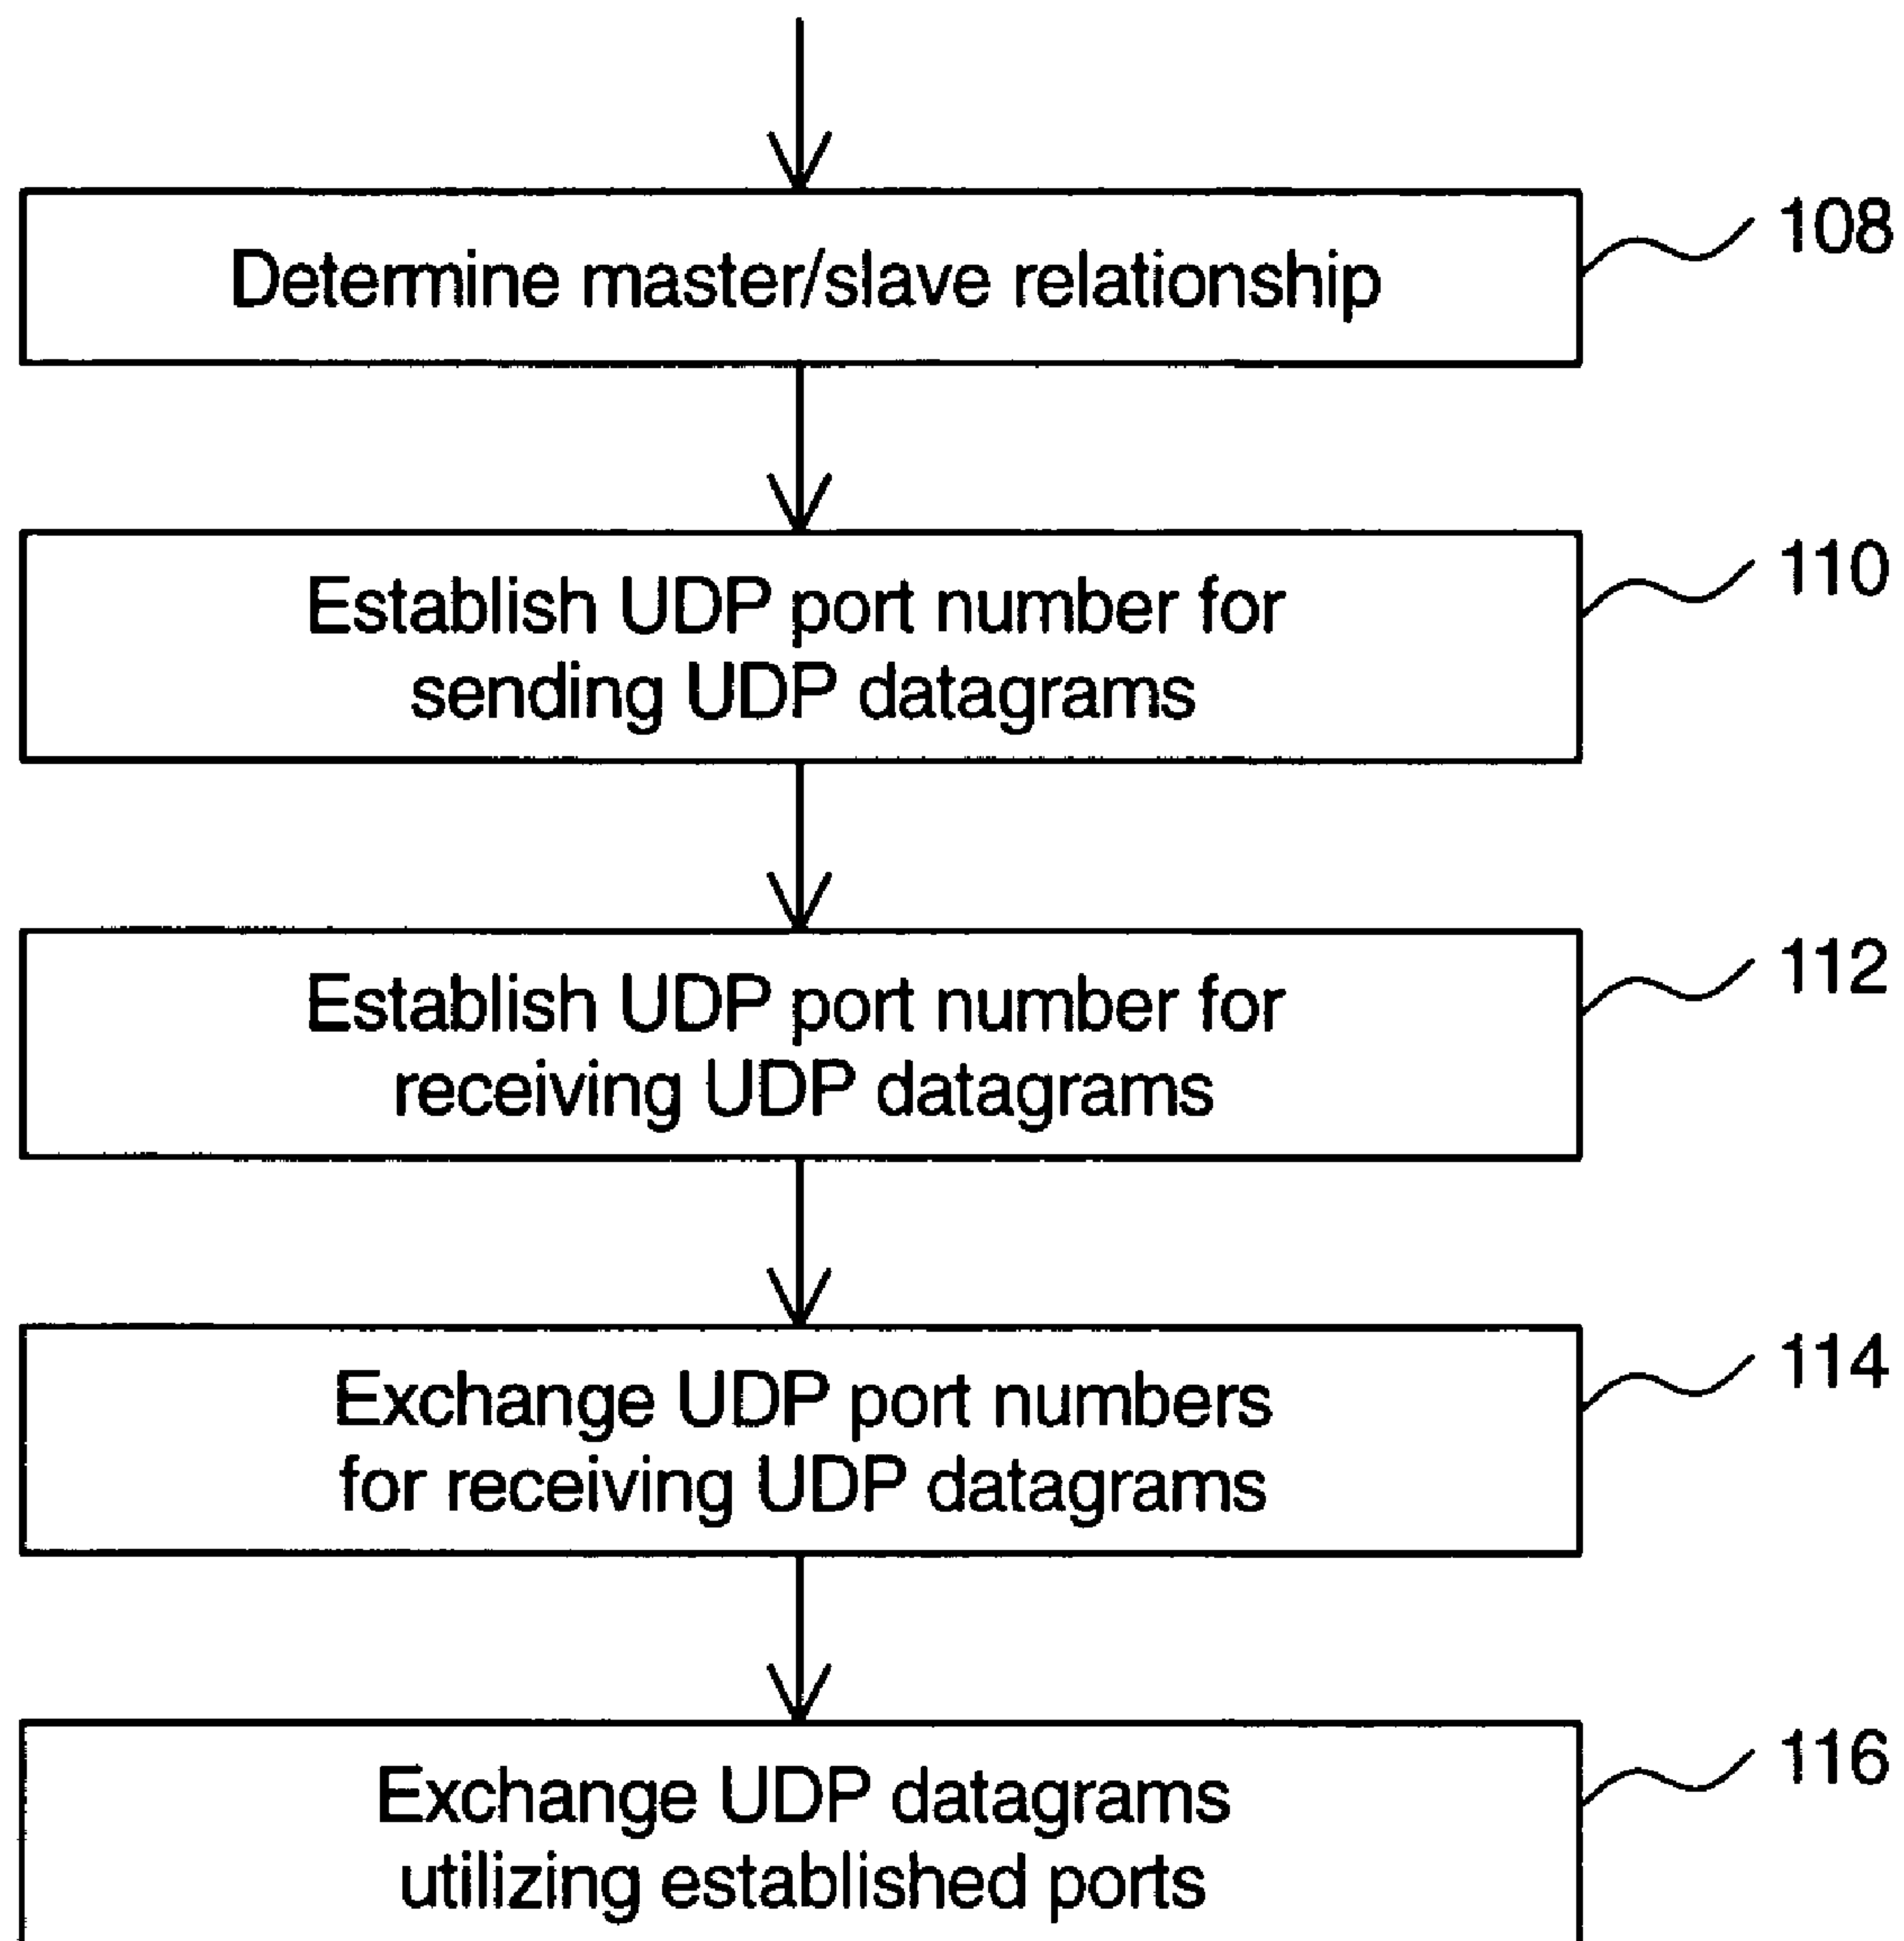 Determine master/slave relationship
108
Establish UDP port number for
sending UDP datagrams
110
Establish UDP port number for
receiving UDP datagrams
112
Exchange UDP port numbers
for receiving UDP datagrams
114
Exchange UDP datagrams
utilizing established ports
116